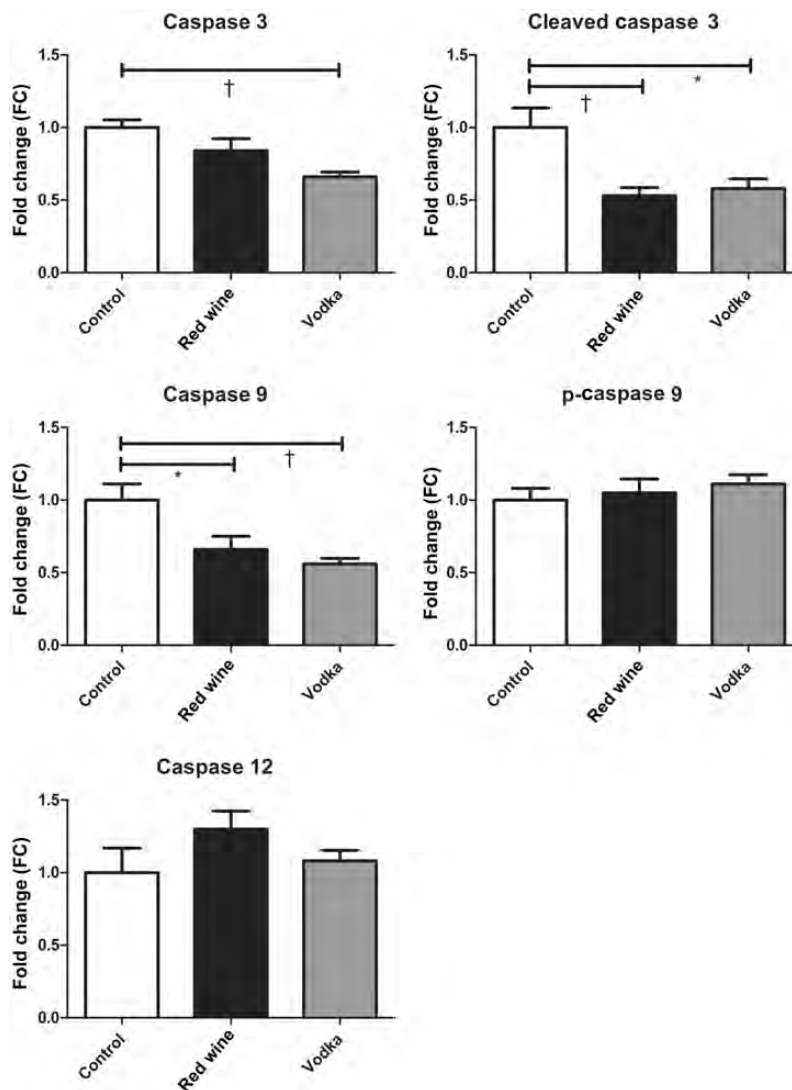 Caspase 3
Fold change (FC)
1.5
1.0
0.5
0.0
†
Control
Red wine
Vodka
Cleaved caspase 3
Fold change (FC)
1.5
1.0
0.5
0.0
*
†
Control
Red wine
Vodka
Caspase 9
Fold change (FC)
1.5
1.0
0.5
0.0
†
*
Control
Red wine
Vodka
p-caspase 9
Fold change (FC)
1.5
1.0
0.5
0.0
Control
Red wine
Vodka
Caspase 12
Fold change (FC)
1.5
1.0
0.5
0.0
Control
Red wine
Vodka